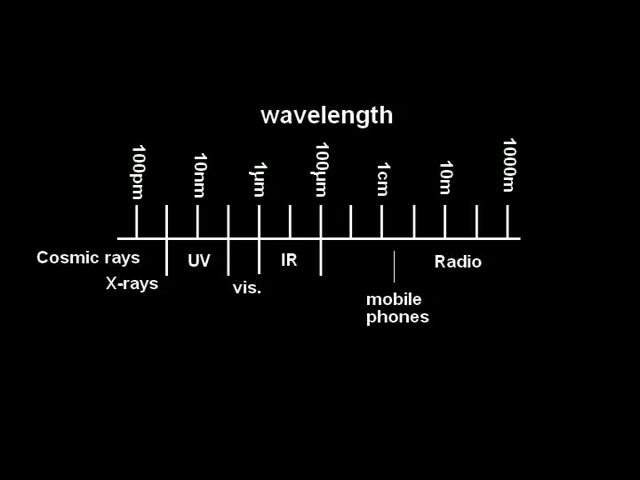 wavelength
100pm
10nm
1µm
100µm
1cm
10m
1000m
Cosmic rays
X-rays
UV
vis.
IR
mobile
phones
Radio